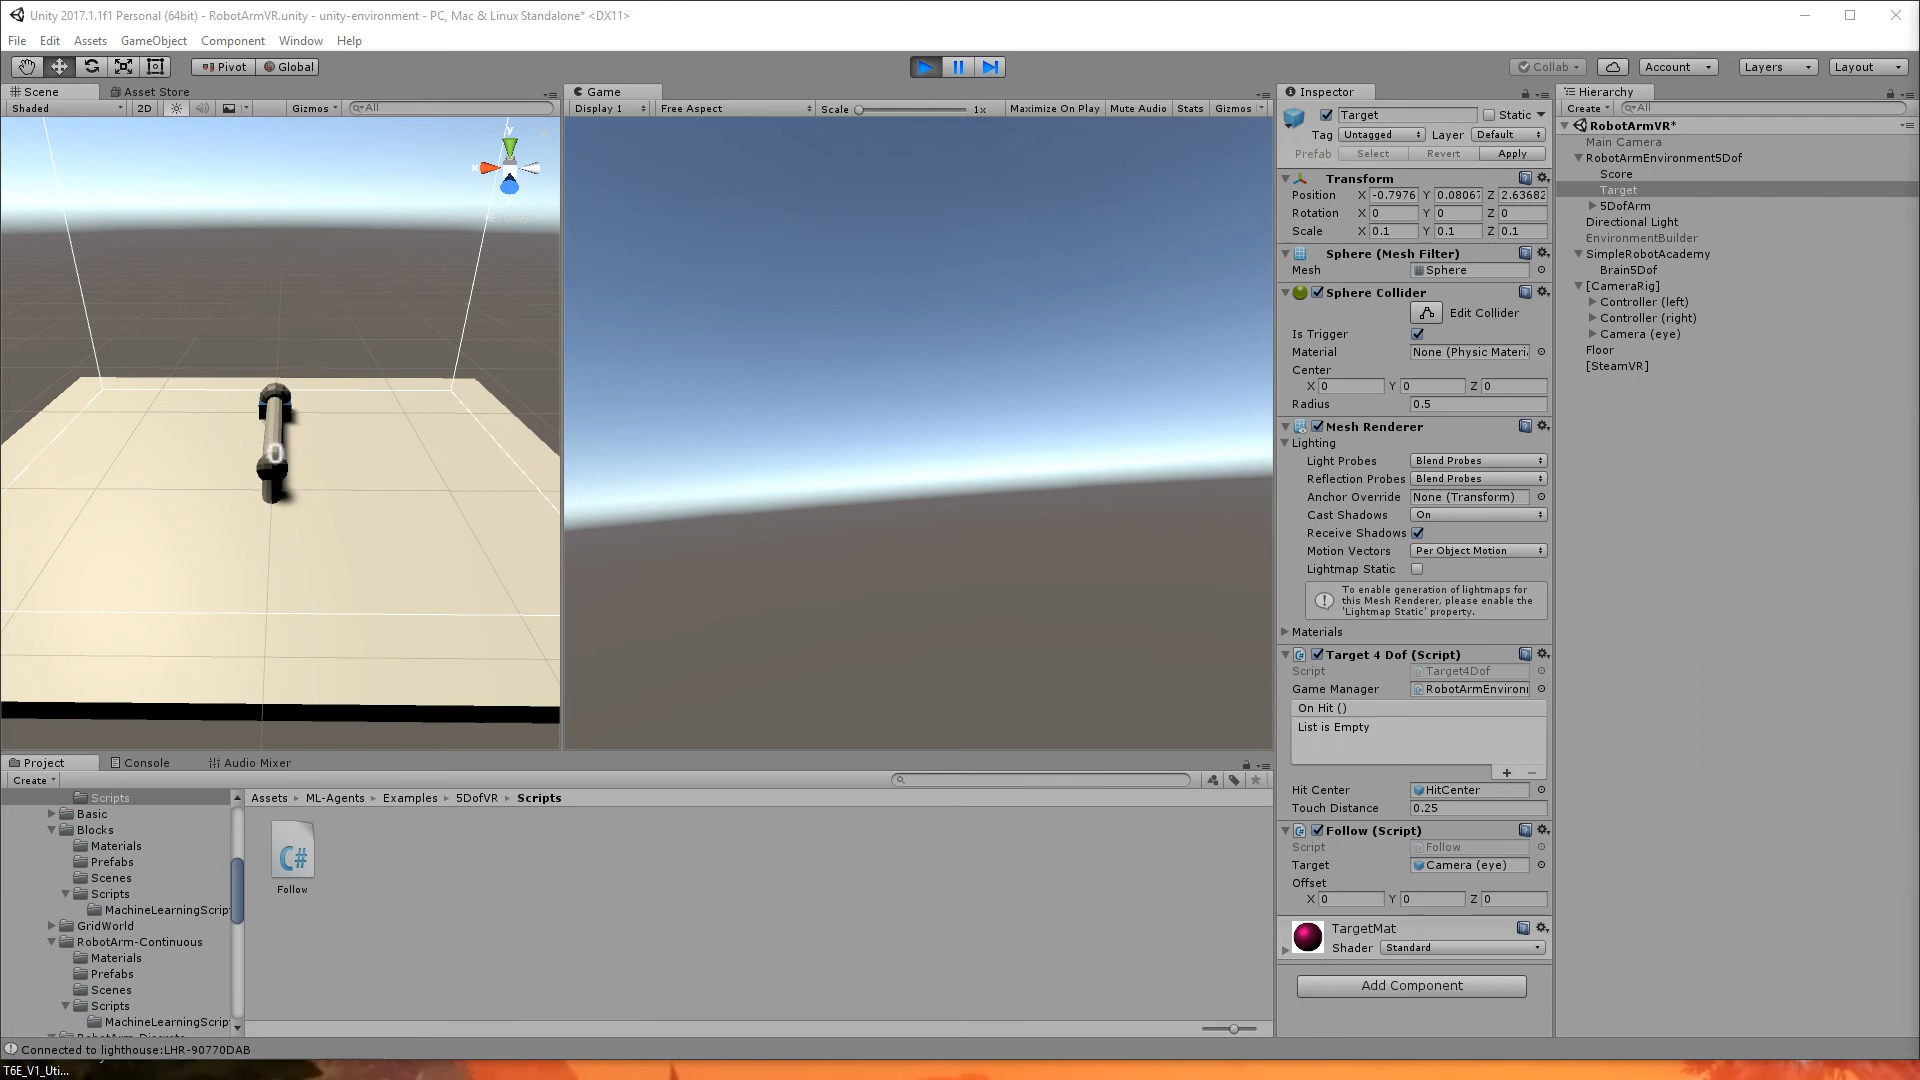 Unity 2017.1.1f1 Personal (64bit) - RobotArmVR.unity - unity-environment - PC, Mac & Linux Standalone* <DX11>
File Edit Assets GameObject Component Window Help
Pivot Global
Collab Account Layers Layout
Scene Asset Store
Shaded 2D Gizmos All
y
x
0
Game
Display 1 Free Aspect Scale 1x Maximize On Play Mute Audio Stats Gizmos
Inspector
Target Static
Tag Untagged Layer Default
Prefab Select Revert Apply
Transform
Position X -0.7976 Y 0.0806 Z 2.6368
Rotation X 0 Y 0 Z 0
Scale X 0.1 Y 0.1 Z 0.1
Sphere (Mesh Filter)
Mesh Sphere
Sphere Collider
Edit Collider
Is Trigger
Material None (Physic Materi
Center
X 0 Y 0 Z 0
Radius 0.5
Mesh Renderer
Lighting
Light Probes Blend Probes
Reflection Probes Blend Probes
Anchor Override None (Transform)
Cast Shadows On
Receive Shadows
Motion Vectors Per Object Motion
Lightmap Static
To enable generation of lightmaps for
this Mesh Renderer, please enable the
'Lightmap Static' property.
Materials
Target 4 Dof (Script)
Script Target4Dof
Game Manager RobotArmEnviron
On Hit ()
List is Empty
+ −
Hit Center HitCenter
Touch Distance 0.25
Follow (Script)
Script Follow
Target Camera (eye)
Offset
X 0 Y 0 Z 0
TargetMat
Shader Standard
Add Component
Hierarchy
Create All
RobotArmVR*
Main Camera
RobotArmEnvironment5Dof
Score
Target
5DofArm
Directional Light
EnvironmentBuilder
SimpleRobotAcademy
Brain5Dof
[CameraRig]
Controller (left)
Controller (right)
Camera (eye)
Floor
[SteamVR]
Project Console Audio Mixer
Create
Scripts
Basic
Blocks
Materials
Prefabs
Scenes
Scripts
MachineLearningScrip
GridWorld
RobotArm-Continuous
Materials
Prefabs
Scenes
Scripts
MachineLearningScrip
Assets ML-Agents Examples 5DofVR Scripts
C#
Follow
Connected to lighthouse:LHR-90770DAB
T6E_V1_Uti...